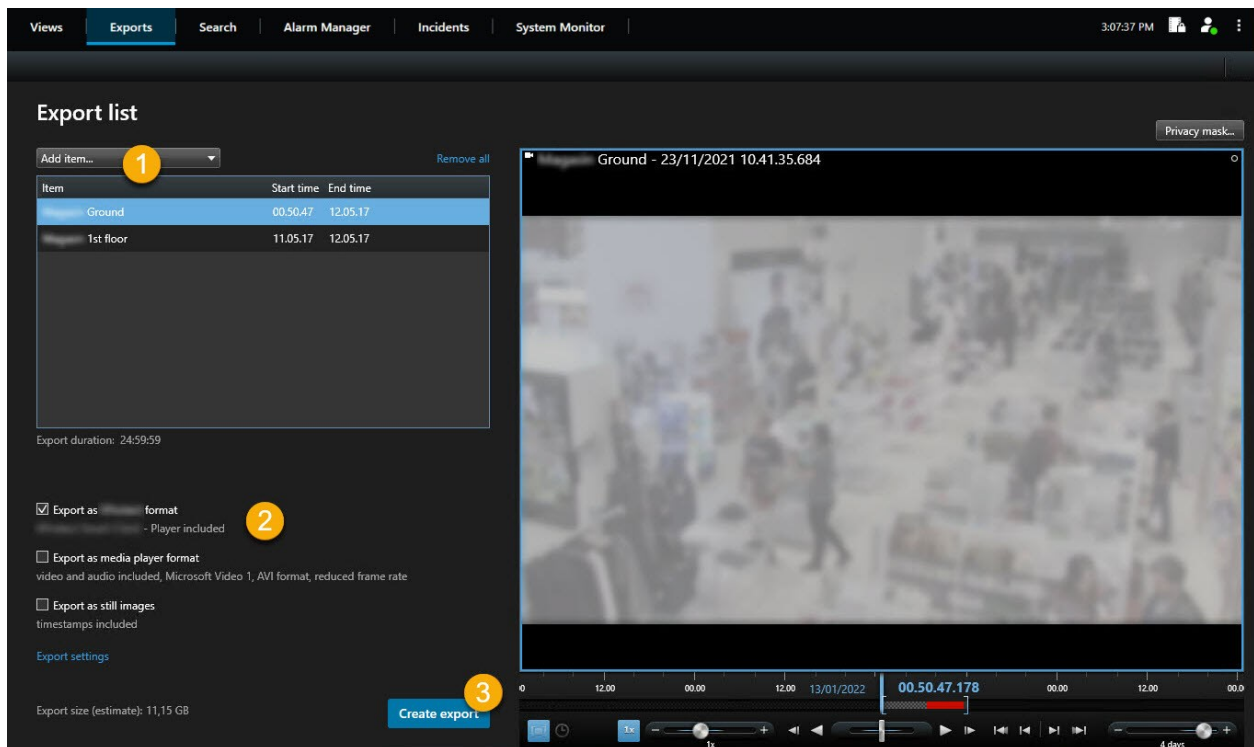 Views Exports Search Alarm Manager Incidents System Monitor 3:07:37 PM
Export list
Privacy mask...
Add item... 1 Remove all
Item Start time End time
Ground 00.50.47 12.05.17
1st floor 11.05.17 12.05.17
Export duration: 24:59:59
Export as format
- Player included
2
Export as media player format
video and audio included, Microsoft Video 1, AVI format, reduced frame rate
Export as still images
timestamps included
Export settings
Export size (estimate): 11,15 GB
Create export
3
Ground - 23/11/2021 10.41.35.684
0 12.00 00.00 12.00 13/01/2022 00.50.47.178 00.00 12.00 00.0
1x 1x 4 days